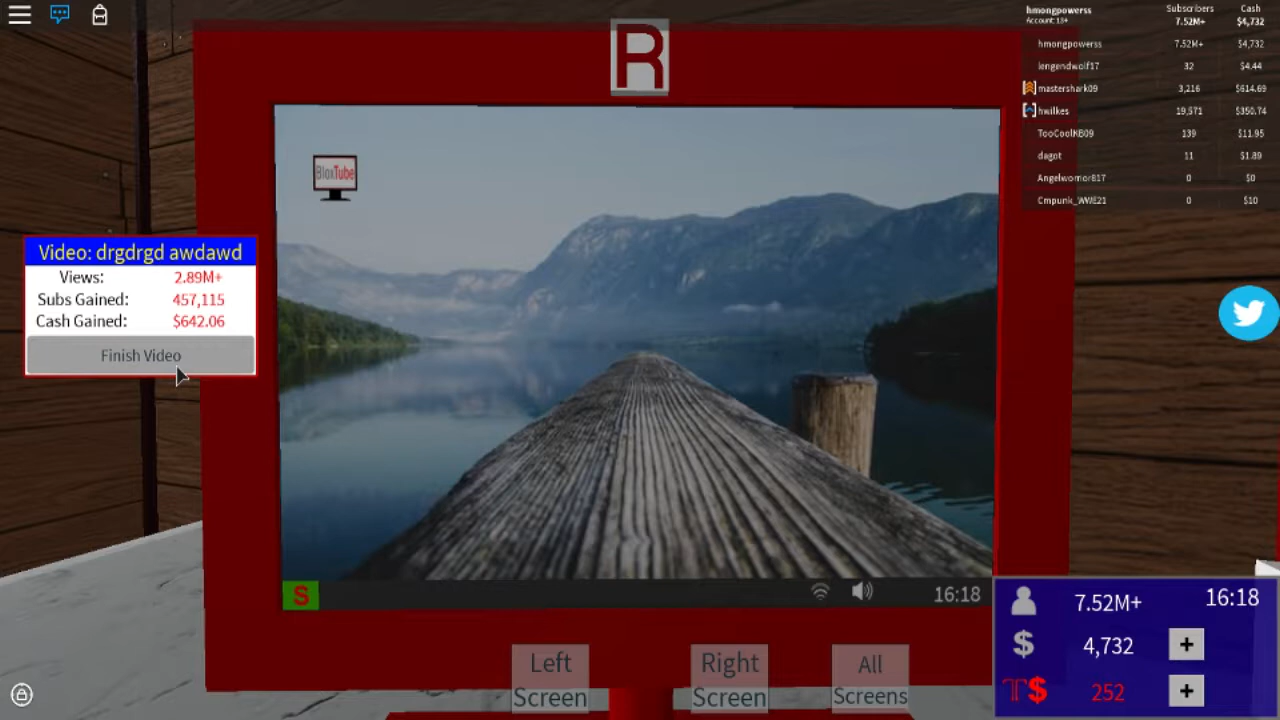 hmongpowerss Subscribers Cash
Account: 13+ 7.52M+ $4,732
hmongpowerss 7.52M+ $4,732
lengendwolf17 32 $4.44
mastershark09 3,216 $614.69
hwilkes 19,571 $350.74
TooCoolKB09 139 $11.95
dagot 11 $1.89
Angelworrior817 0 $0
Cmpunk_WWE21 0 $10
R
BloxTube
Video: drgdrgd awdawd
Views: 2.89M+
Subs Gained: 457,115
Cash Gained: $642.06
Finish Video
S 16:18
Left
Screen
Right
Screen
All
Screens
7.52M+ 16:18
$ 4,732 +
T$ 252 +